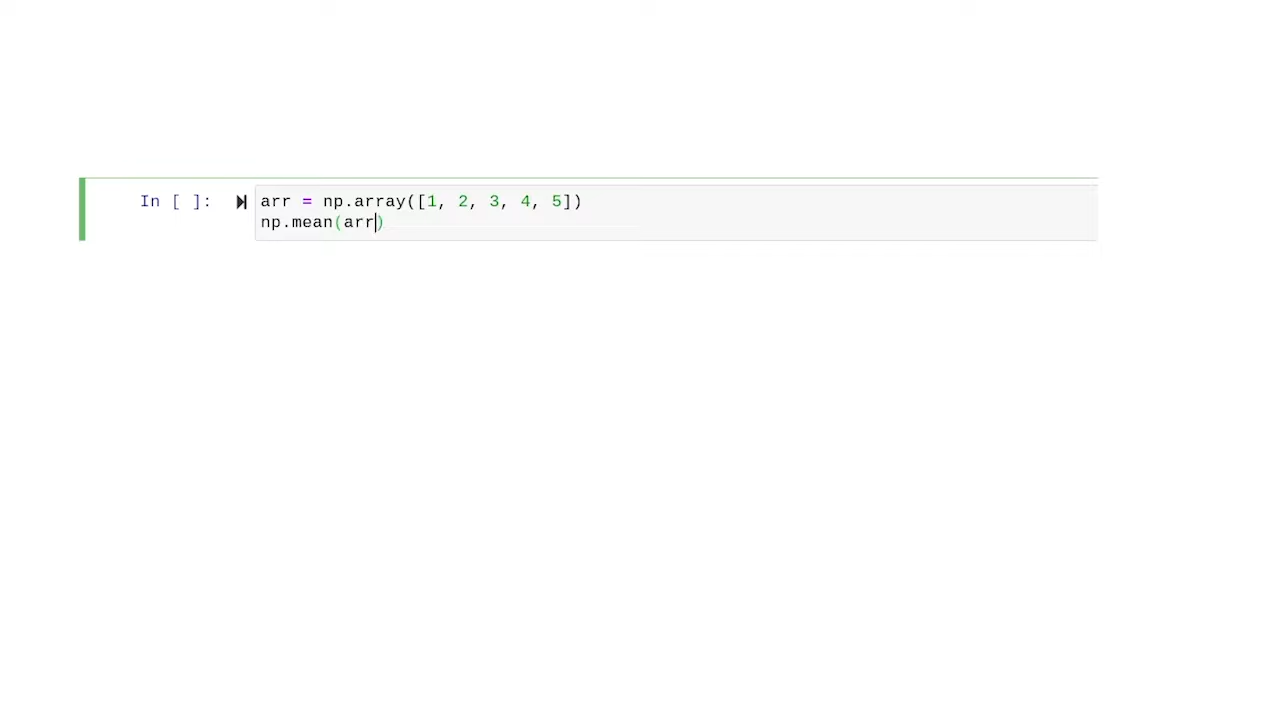 In [ ]: arr = np.array([1, 2, 3, 4, 5])
np.mean(arr)